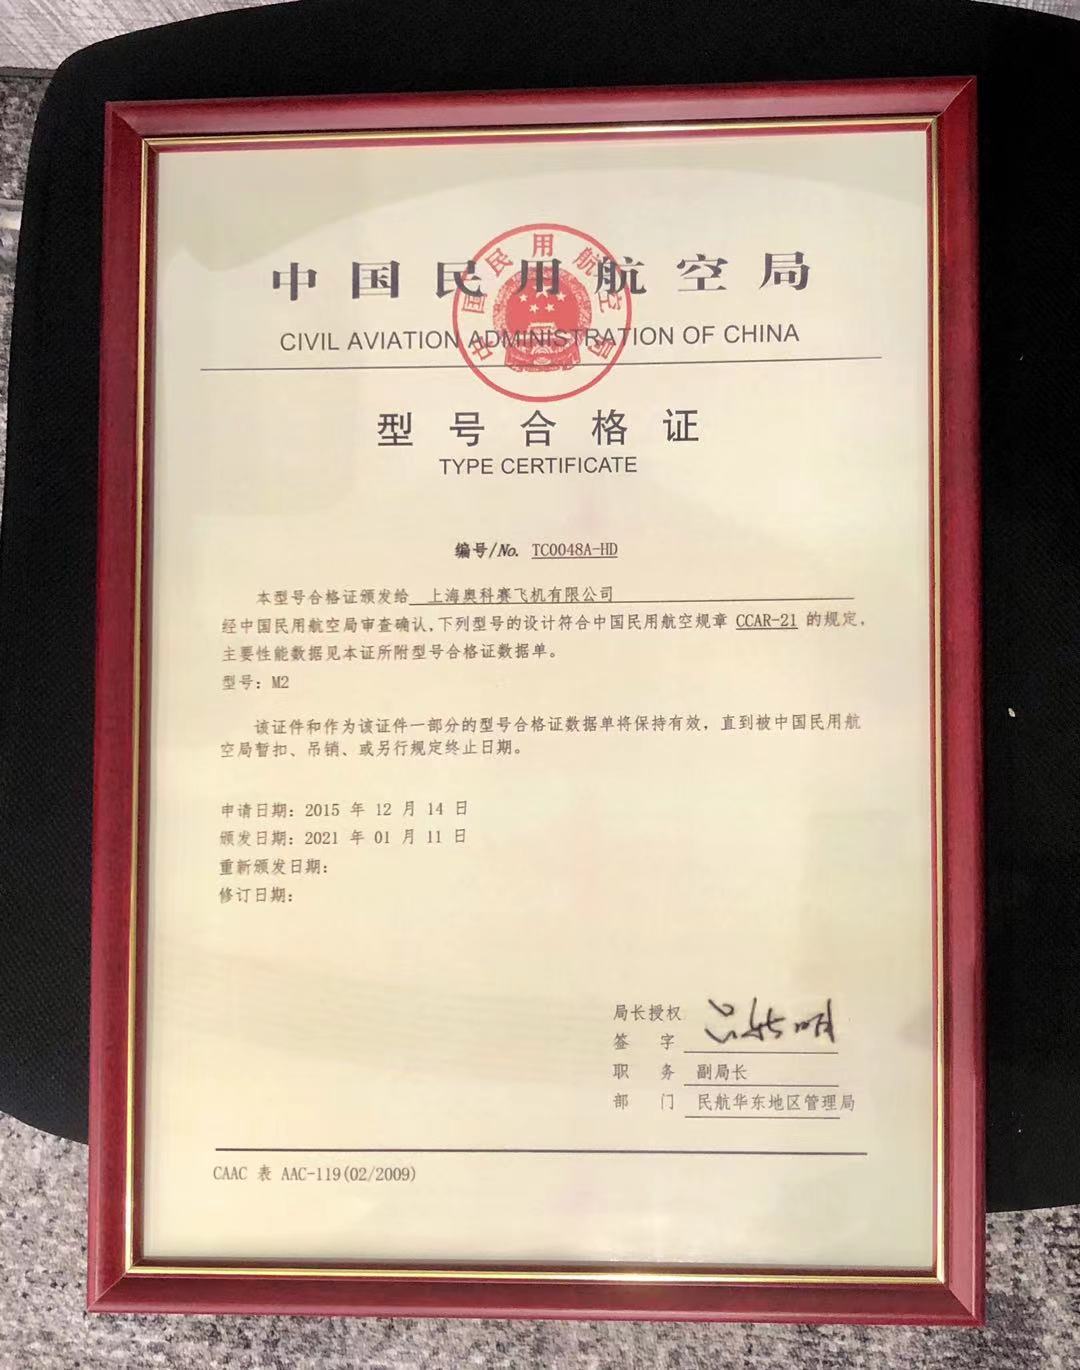 中国民用航空局
中国民用航空局
CIVIL AVIATION ADMINISTRATION OF CHINA
型号合格证
TYPE CERTIFICATE
编号/No. TC0048A-HD
本型号合格证颁发给 上海奥科赛飞机有限公司
经中国民用航空局审查确认,下列型号的设计符合中国民用航空规章 CCAR-21 的规定，
主要性能数据见本证所附型号合格证数据单。
型号：M2
该证件和作为该证件一部分的型号合格证数据单将保持有效，直到被中国民用航
空局暂扣、吊销、或另行规定终止日期。
申请日期：2015 年 12 月 14 日
颁发日期：2021 年 01 月 11 日
重新颁发日期：
修订日期：
局长授权
签 字
职 务 副局长
部 门 民航华东地区管理局
CAAC 表 AAC-119(02/2009)